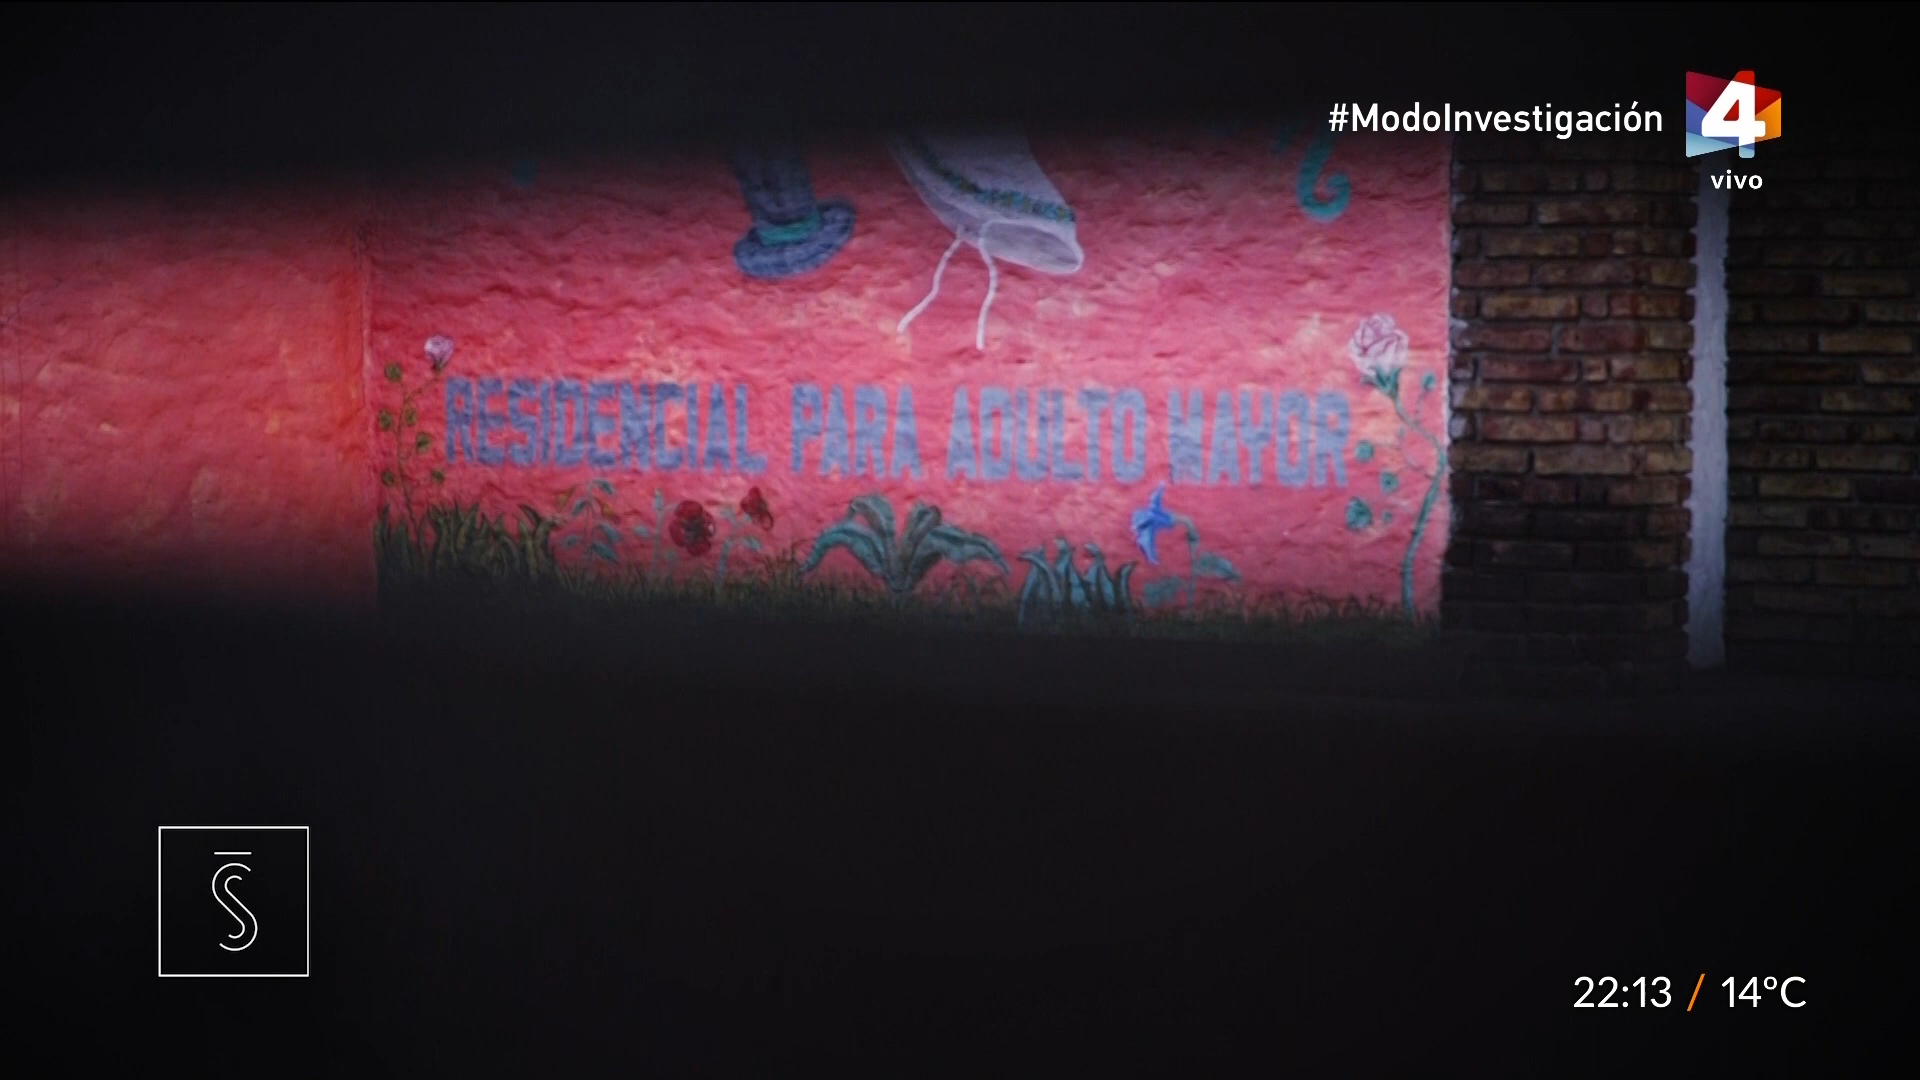 #ModoInvestigación
4
vivo
RESIDENCIAL PARA ADULTO MAYOR
S
22:13 / 14°C